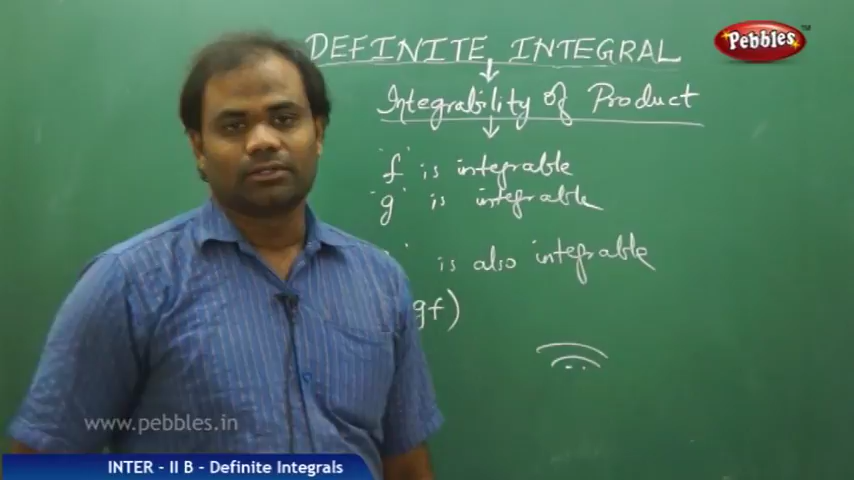 DEFINITE INTEGRAL
Pebbles™
Integrability of Product
'f' is integrable
'g' is integrable
is also integrable
gf)
www.pebbles.in
INTER - II B - Definite Integrals